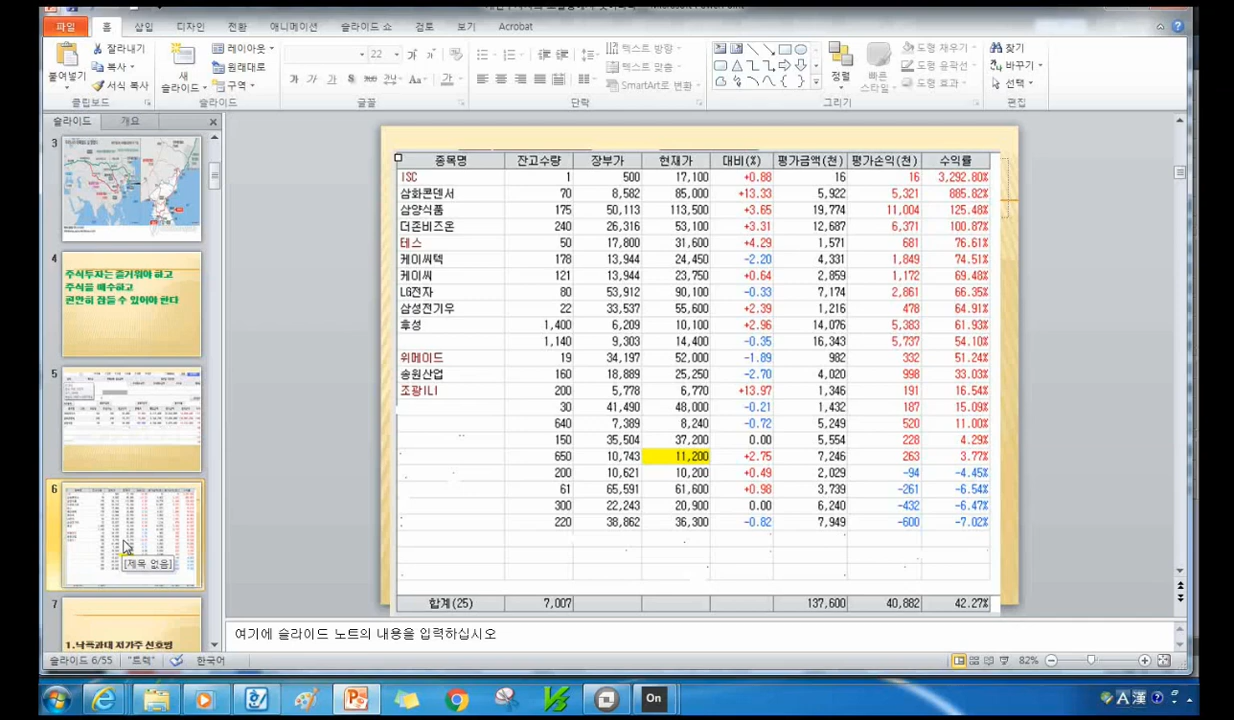 파일 홈 삽입 디자인 전환 애니메이션 슬라이드 쇼 검토 보기 Acrobat
붙여넣기 잘라내기 복사 서식 복사 클립보드
새 슬라이드 레이아웃 원래대로 구역 슬라이드
22 가 가 가 가 가 S abc 가 Aa 가 글꼴
텍스트 방향 텍스트 맞춤 SmartArt로 변환 단락
정렬 빠른 스타일 도형 채우기 도형 윤곽선 도형 효과 그리기
찾기 바꾸기 선택 편집
슬라이드 개요
3
4
주식투자는 즐거워야 하고
주식을 매수하고
편안히 잠들 수 있어야 한다
5
6
[제목 없음]
7
1.낙폭과대 저가주 선호형
종목명 잔고수량 장부가 현재가 대비(%) 평가금액(천) 평가손익(천) 수익률
ISC 1 500 17,100 +0.88 16 16 3,292.80%
삼화콘덴서 70 8,582 85,000 +13.33 5,922 5,321 885.82%
삼양식품 175 50,113 113,500 +3.65 19,774 11,004 125.48%
더존비즈온 240 26,316 53,100 +3.31 12,687 6,371 100.87%
테스 50 17,800 31,600 +4.29 1,571 681 76.61%
케이씨텍 178 13,944 24,450 -2.20 4,331 1,849 74.51%
케이씨 121 13,944 23,750 +0.64 2,859 1,172 69.48%
LG전자 80 53,912 90,100 -0.33 7,174 2,861 66.35%
삼성전기우 22 33,537 55,600 +2.39 1,216 478 64.91%
후성 1,400 6,209 10,100 +2.96 14,076 5,383 61.93%
1,140 9,303 14,400 -0.35 16,343 5,737 54.10%
위메이드 19 34,197 52,000 -1.89 982 332 51.24%
송원산업 160 18,889 25,250 -2.70 4,020 998 33.03%
조광ILI 200 5,778 6,770 +13.97 1,346 191 16.54%
30 41,490 48,000 -0.21 1,432 187 15.09%
640 7,389 8,240 -0.72 5,249 520 11.00%
150 35,504 37,200 0.00 5,554 228 4.29%
650 10,743 11,200 +2.75 7,246 263 3.77%
200 10,621 10,200 +0.49 2,029 -94 -4.45%
61 65,591 61,600 +0.98 3,739 -261 -6.54%
300 22,243 20,900 0.00 6,240 -432 -6.47%
220 38,862 36,300 -0.82 7,949 -600 -7.02%
합계(25) 7,007 137,600 40,882 42.27%
여기에 슬라이드 노트의 내용을 입력하십시오
슬라이드 6/55 "트렉" 한국어 82%
On A 漢